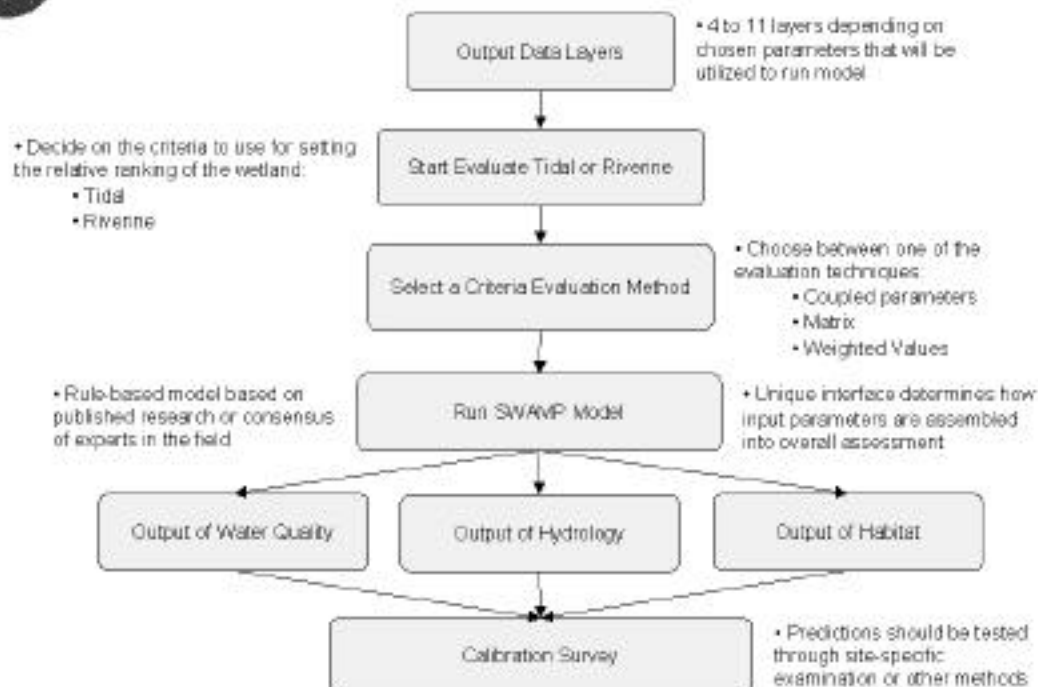 Output Data Layers
• 4 to 11 layers depending on
chosen parameters that will be
utilized to run model
• Decide on the criteria to use for setting
the relative ranking of the wetland:
• Tidal
• Riverine
Start Evaluate Tidal or Riverine
Select a Criteria Evaluation Method
• Choose between one of the
evaluation techniques:
• Coupled parameters
• Matrix
• Weighted Values
• Rule-based model based on
published research or consensus
of experts in the field
Run SWAMP Model
• Unique interface determines how
input parameters are assembled
into overall assessment
Output of Water Quality
Output of Hydrology
Output of Habitat
Calibration Survey
• Predictions should be tested
through site-specific
examination or other methods